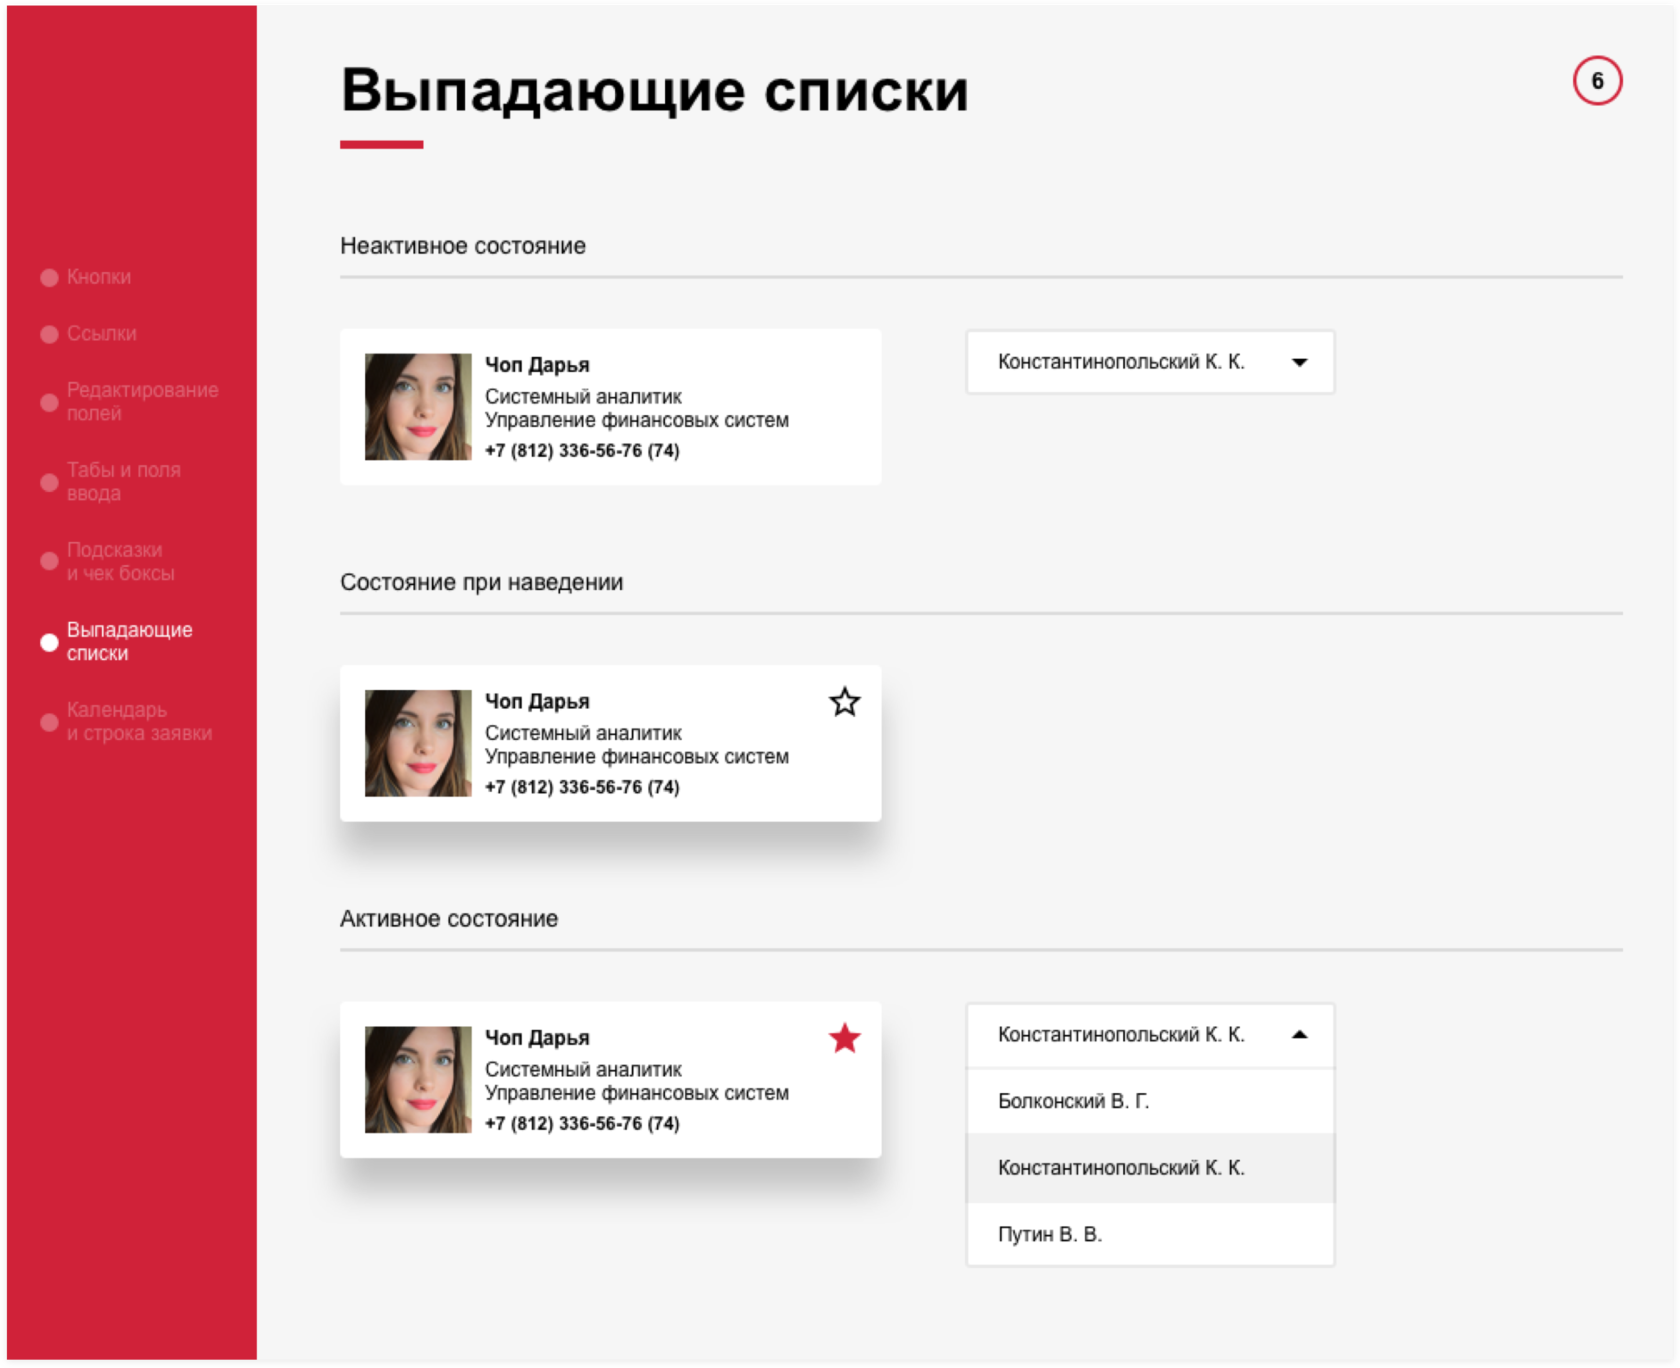 Выпадающие списки
6
Кнопки
Ссылки
Редактирование
полей
Табы и поля
ввода
Подсказки
и чек боксы
Выпадающие
списки
Календарь
и строка заявки
Неактивное состояние
Чоп Дарья
Системный аналитик
Управление финансовых систем
+7 (812) 336-56-76 (74)
Константинопольский К. К.
Состояние при наведении
Чоп Дарья
Системный аналитик
Управление финансовых систем
+7 (812) 336-56-76 (74)
Активное состояние
Чоп Дарья
Системный аналитик
Управление финансовых систем
+7 (812) 336-56-76 (74)
Константинопольский К. К.
Болконский В. Г.
Константинопольский К. К.
Путин В. В.